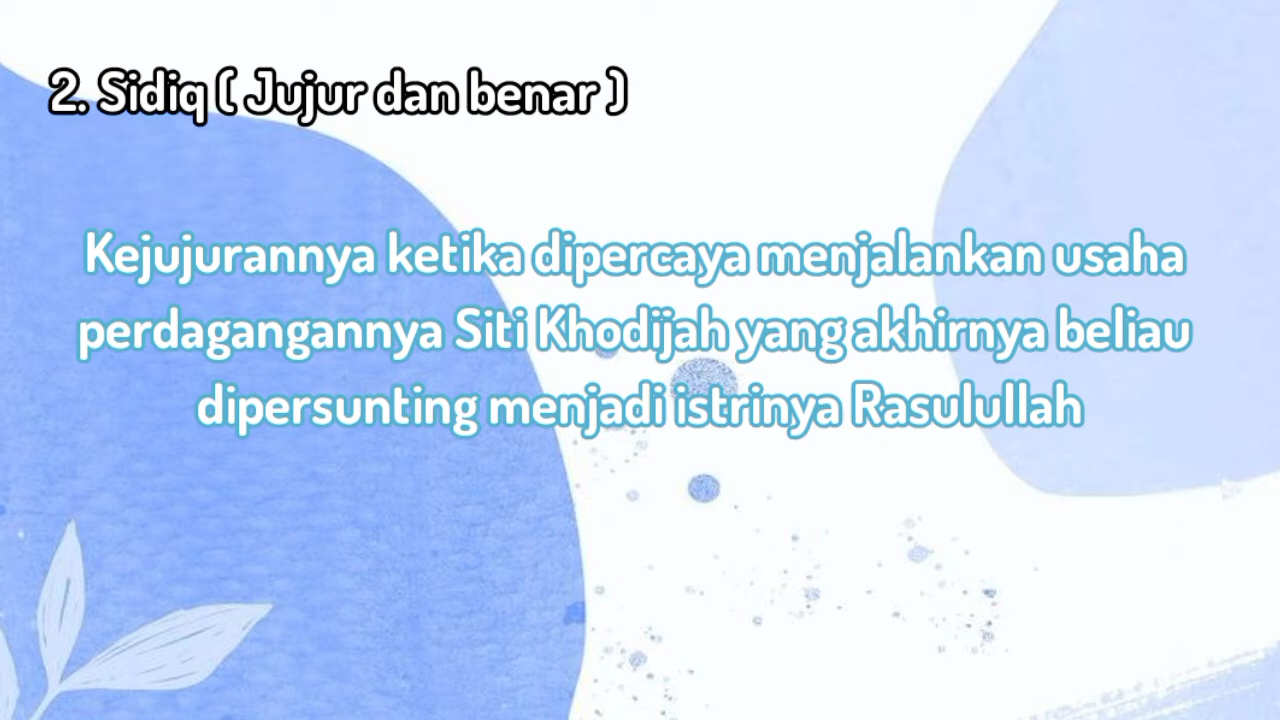 2. Sidiq ( Jujur dan benar )
Kejujurannya ketika dipercaya menjalankan usaha
perdagangannya Siti Khodijah yang akhirnya beliau
dipersunting menjadi istrinya Rasulullah